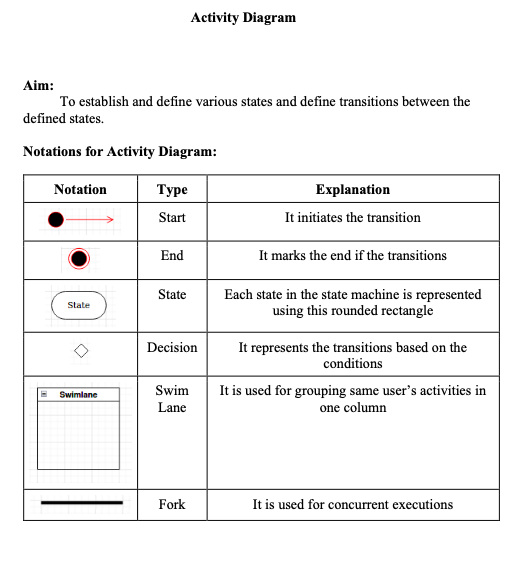 Activity Diagram
Aim:
To establish and define various states and define transitions between the
defined states.
Notations for Activity Diagram:
Notation Type Explanation
Start It initiates the transition
End It marks the end if the transitions
State State Each state in the state machine is represented
using this rounded rectangle
Decision It represents the transitions based on the
conditions
Swimlane Swim It is used for grouping same user's activities in
Lane one column
Fork It is used for concurrent executions